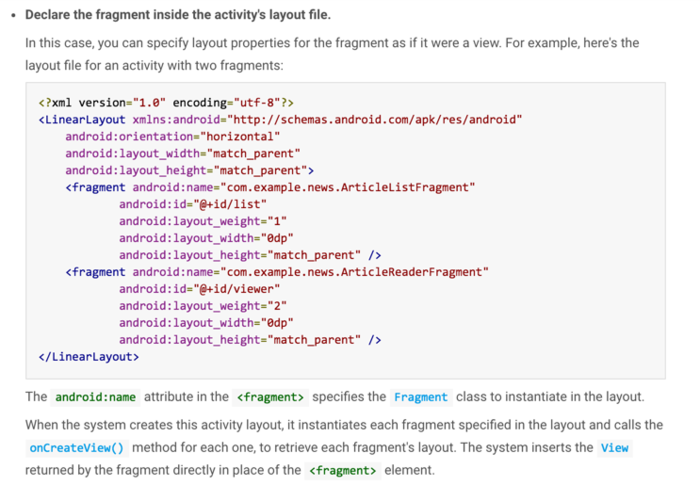 • Declare the fragment inside the activity's layout file.
In this case, you can specify layout properties for the fragment as if it were a view. For example, here's the
layout file for an activity with two fragments:
<?xml version="1.0" encoding="utf-8"?>
<LinearLayout xmlns:android="http://schemas.android.com/apk/res/android"
    android:orientation="horizontal"
    android:layout_width="match_parent"
    android:layout_height="match_parent">
    <fragment android:name="com.example.news.ArticleListFragment"
            android:id="@+id/list"
            android:layout_weight="1"
            android:layout_width="0dp"
            android:layout_height="match_parent" />
    <fragment android:name="com.example.news.ArticleReaderFragment"
            android:id="@+id/viewer"
            android:layout_weight="2"
            android:layout_width="0dp"
            android:layout_height="match_parent" />
</LinearLayout>
The android:name attribute in the <fragment> specifies the Fragment class to instantiate in the layout.
When the system creates this activity layout, it instantiates each fragment specified in the layout and calls the
onCreateView() method for each one, to retrieve each fragment's layout. The system inserts the View
returned by the fragment directly in place of the <fragment> element.